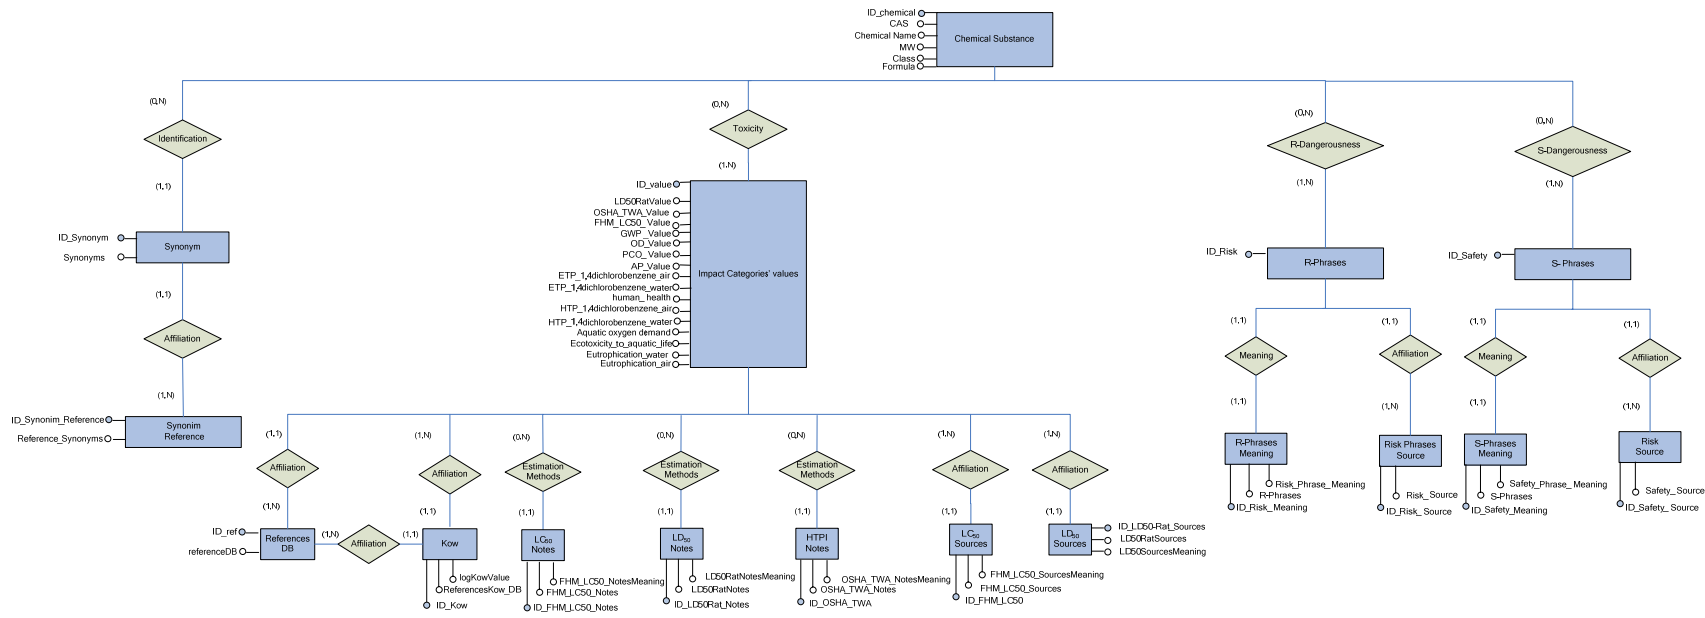 ID_chemical
CAS
Chemical Name
MW
Class
Formula
Chemical Substance
(0,N)
Identification
(1,1)
ID_Synonym
Synonyms
Synonym
(1,1)
Affiliation
(1,N)
ID_Synonim_Reference
Reference_Synonyms
Synonim
Reference
(0,N)
Toxicity
(1,N)
ID_value
LD50RatValue
OSHA_TWA_Value
FHM_LC50_Value
GWP_Value
OD_Value
PCO_Value
AP_Value
ETP_1,4dichlorobenzene_air
ETP_1,4dichlorobenzene_water
human_health
HTP_1,4dichlorobenzene_air
HTP_1,4dichlorobenzene_water
Aquatic oxygen demand
Ecotoxicity_to_aquatic_life
Eutrophication_water
Eutrophication_air
Impact Categories' values
(0,N)
R-Dangerousness
(1,N)
ID_Risk
R-Phrases
(0,N)
S-Dangerousness
(1,N)
ID_Safety
S- Phrases
(1,1)
Meaning
(1,1)
R-Phrases
Meaning
Risk_Phrase_Meaning
R-Phrases
ID_Risk_Meaning
(1,1)
Affiliation
(1,N)
Risk Phrases
Source
Risk_Source
ID_Risk_Source
(1,1)
Meaning
(1,1)
S-Phrases
Meaning
Safety_Phrase_Meaning
S-Phrases
ID_Safety_Meaning
(1,1)
Affiliation
(1,N)
Risk
Source
Safety_Source
ID_Safety_Source
(1,1)
Affiliation
(1,N)
ID_ref
referenceDB
References
DB
(1,N)
Affiliation
(1,1)
(1,N)
Affiliation
(1,1)
Kow
logKowValue
ReferencesKow_DB
ID_Kow
(0,N)
Estimation
Methods
(1,1)
LC50
Notes
FHM_LC50_NotesMeaning
FHM_LC50_Notes
ID_FHM_LC50_Notes
(0,N)
Estimation
Methods
(1,1)
LD50
Notes
LD50RatNotesMeaning
LD50RatNotes
ID_LD50Rat_Notes
(0,N)
Estimation
Methods
(1,1)
HTPI
Notes
OSHA_TWA_NotesMeaning
OSHA_TWA_Notes
ID_OSHA_TWA
(1,N)
Affiliation
(1,1)
LC50
Sources
FHM_LC50_SourcesMeaning
FHM_LC50_Sources
ID_FHM_LC50
(1,N)
Affiliation
(1,1)
LD50
Sources
ID_LD50-Rat_Sources
LD50RatSources
LD50SourcesMeaning